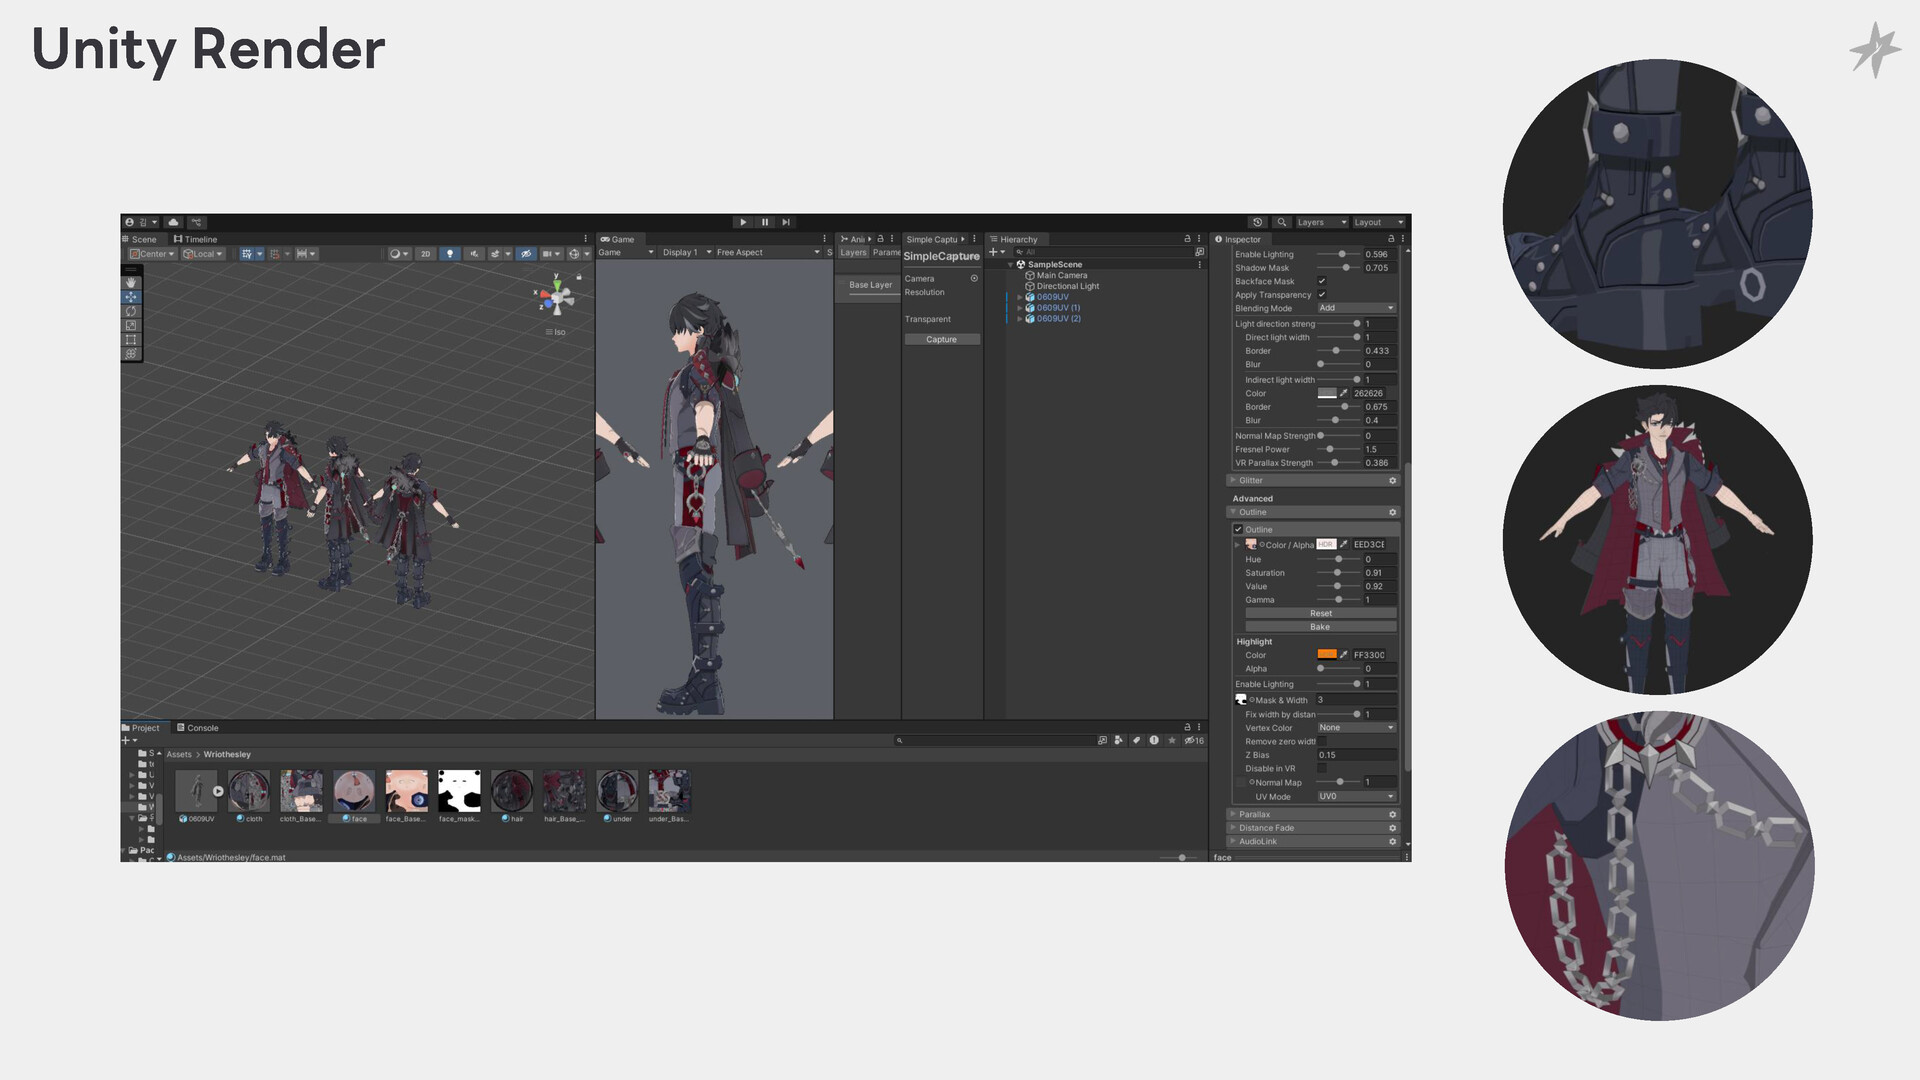 Unity Render
Layers
Layout
Scene
Timeline
Center
Local
2D
y
x
z
Iso
Game
Game
Display 1
Free Aspect
S
Ani
Layers
Parame
Base Layer
Simple Captu
SimpleCapture
Camera
Resolution
Transparent
Capture
Hierarchy
All
SampleScene
Main Camera
Directional Light
0609UV
0609UV (1)
0609UV (2)
Inspector
Enable Lighting 0.596
Shadow Mask 0.705
Backface Mask
Apply Transparency
Blending Mode Add
Light direction streng 1
Direct light width 1
Border 0.433
Blur 0
Indirect light width 1
Color 262626
Border 0.675
Blur 0.4
Normal Map Strength 0
Fresnel Power 1.5
VR Parallax Strength 0.386
Glitter
Advanced
Outline
Outline
Color / Alpha HDR EED3CE
Hue 0
Saturation 0.91
Value 0.92
Gamma 1
Reset
Bake
Highlight
Color FF3300
Alpha 0
Enable Lighting 1
Mask & Width 3
Fix width by distan 1
Vertex Color None
Remove zero widtl
Z Bias 0.15
Disable in VR
Normal Map 1
UV Mode UV0
Parallax
Distance Fade
AudioLink
face
Project
Console
16
Assets > Wriothesley
0609UV
cloth
cloth_Base...
face
face_Base...
face_mask...
hair
hair_Base_...
under
under_Bas...
Pac
Assets/Wriothesley/face.mat